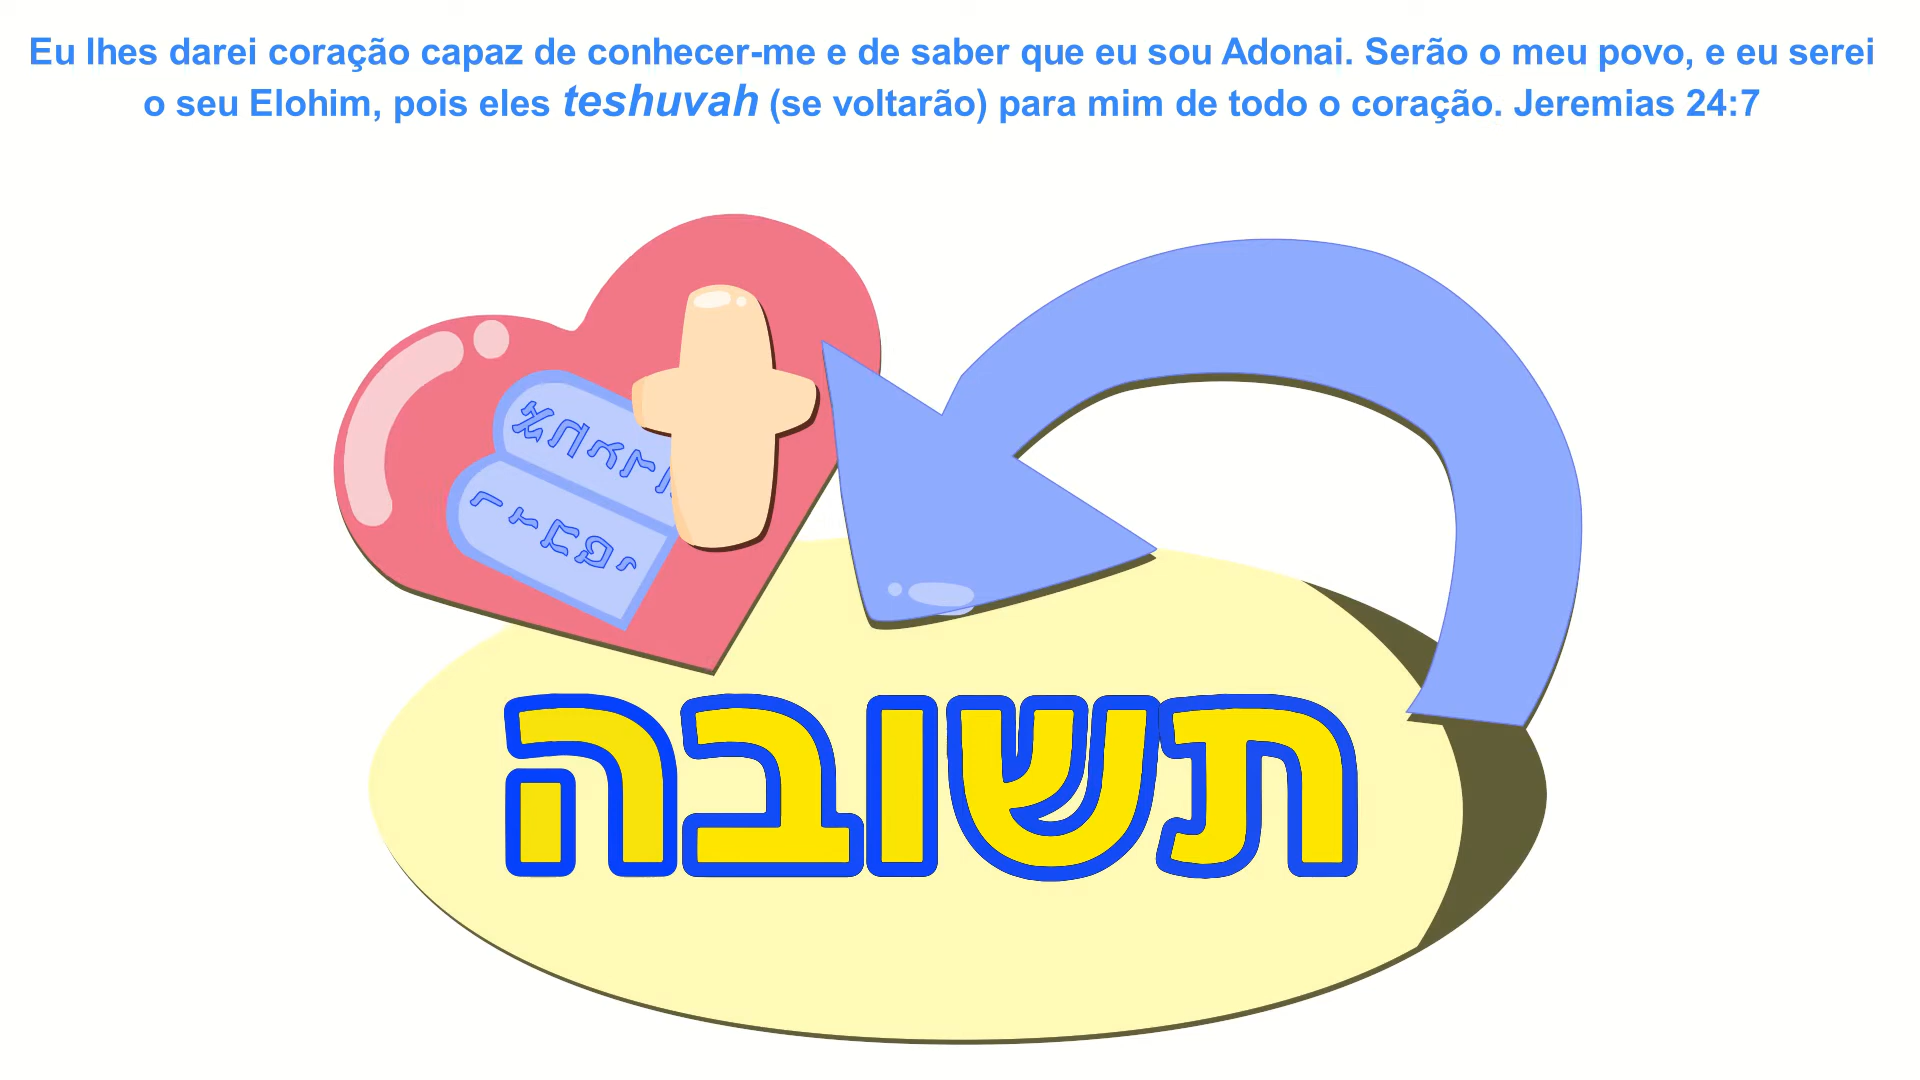 Eu lhes darei coração capaz de conhecer-me e de saber que eu sou Adonai. Serão o meu povo, e eu serei
o seu Elohim, pois eles teshuvah (se voltarão) para mim de todo o coração. Jeremias 24:7
תשובה